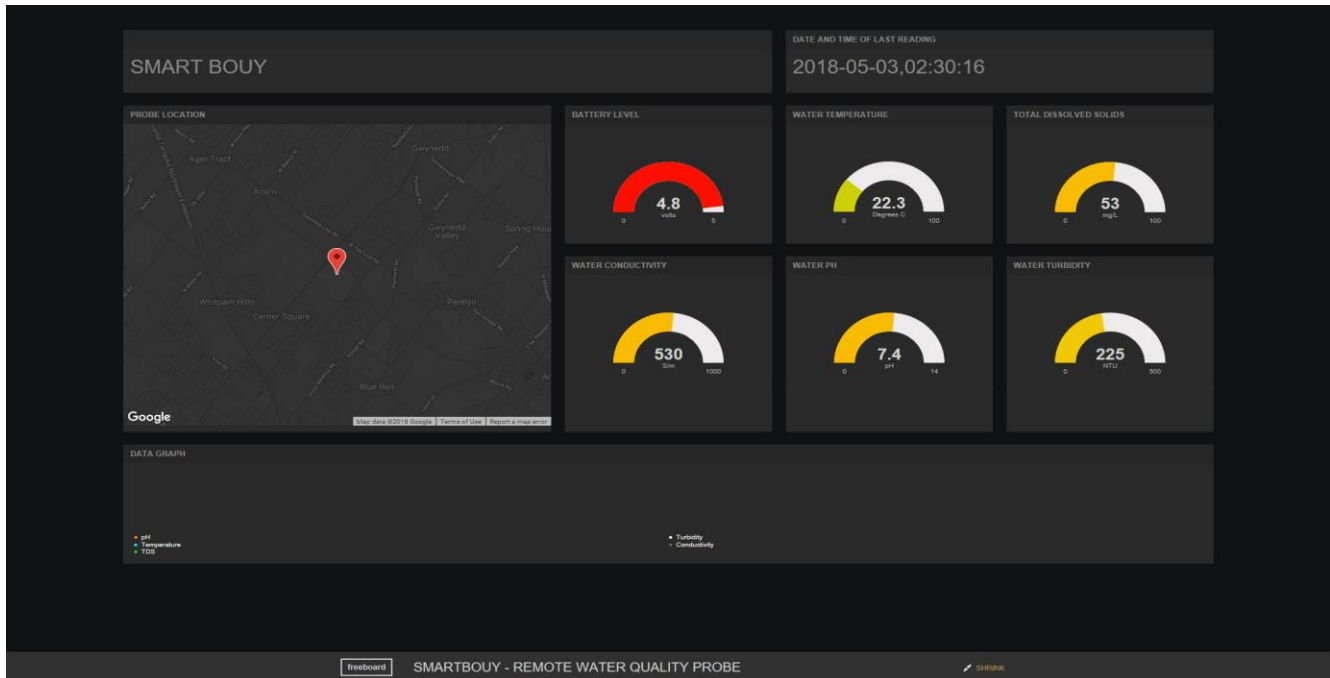 DATE AND TIME OF LAST READING
SMART BOUY
2018-05-03,02:30:16
PROBE LOCATION
Ager Tract
Gwynedd
Acorn
Gwynedd
Valley
Spring Hou
Whitpain Hills
Center Square
Penllyn
Blue Bell
Google
Map data ©2018 Google
Terms of Use
Report a map error
BATTERY LEVEL
4.8
volts
0
5
WATER TEMPERATURE
22.3
Degrees C
0
100
TOTAL DISSOLVED SOLIDS
53
mg/L
0
100
WATER CONDUCTIVITY
530
S/m
0
1000
WATER PH
7.4
pH
0
14
WATER TURBIDITY
225
NTU
0
500
DATA GRAPH
pH
Temperature
TDS
Turbidity
Conductivity
freeboard
SMARTBOUY - REMOTE WATER QUALITY PROBE
SHRINK